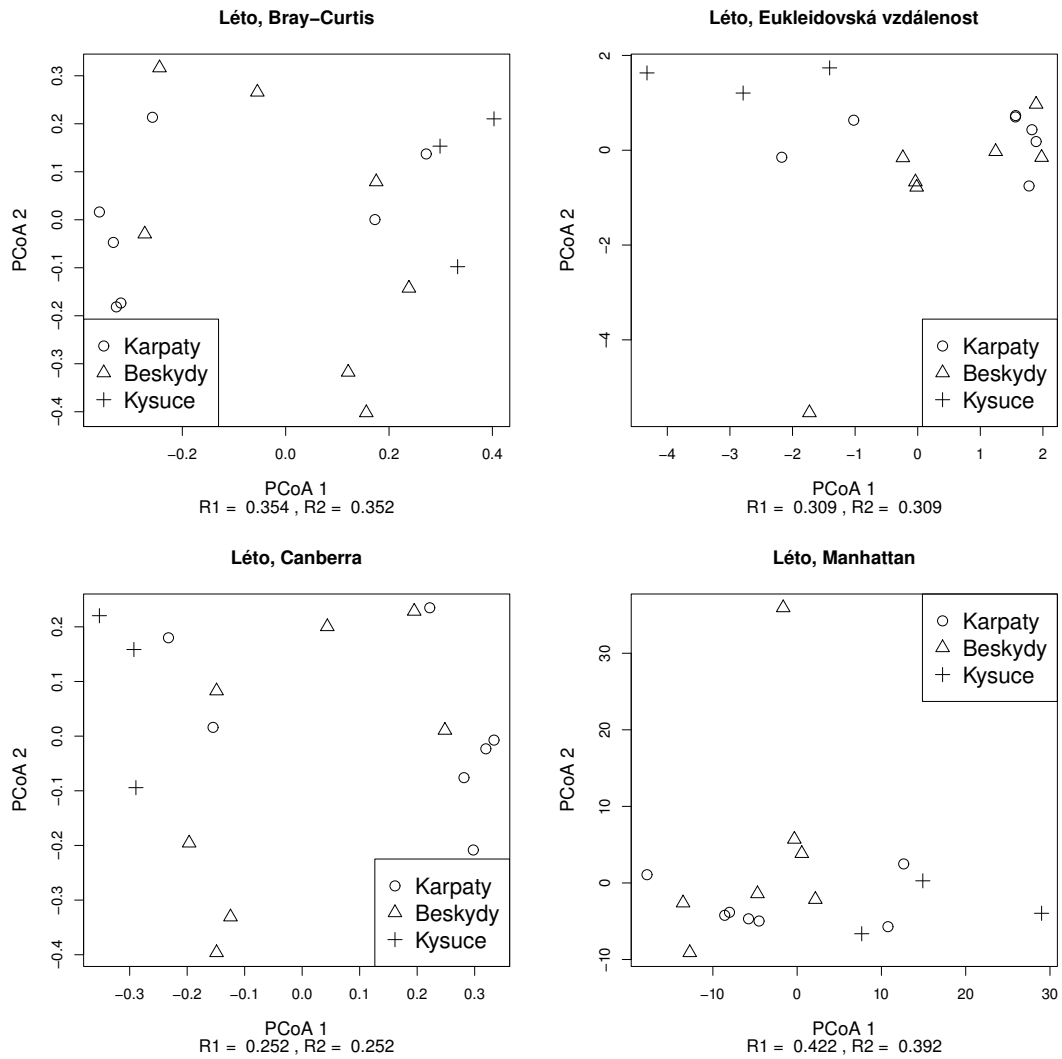 Léto, Bray−Curtis
PCoA 2
0.3
0.2
0.1
0.0
−0.1
−0.2
−0.3
−0.4
Karpaty
Beskydy
Kysuce
−0.2 0.0 0.2 0.4
PCoA 1
R1 = 0.354 , R2 = 0.352
Léto, Eukleidovská vzdálenost
PCoA 2
2
0
−2
−4
Karpaty
Beskydy
Kysuce
−4 −3 −2 −1 0 1 2
PCoA 1
R1 = 0.309 , R2 = 0.309
Léto, Canberra
PCoA 2
0.2
0.0
−0.1
−0.3
−0.4
Karpaty
Beskydy
Kysuce
−0.3 −0.2 −0.1 0.0 0.1 0.2 0.3
PCoA 1
R1 = 0.252 , R2 = 0.252
Léto, Manhattan
PCoA 2
30
20
10
0
−10
Karpaty
Beskydy
Kysuce
−10 0 10 20 30
PCoA 1
R1 = 0.422 , R2 = 0.392